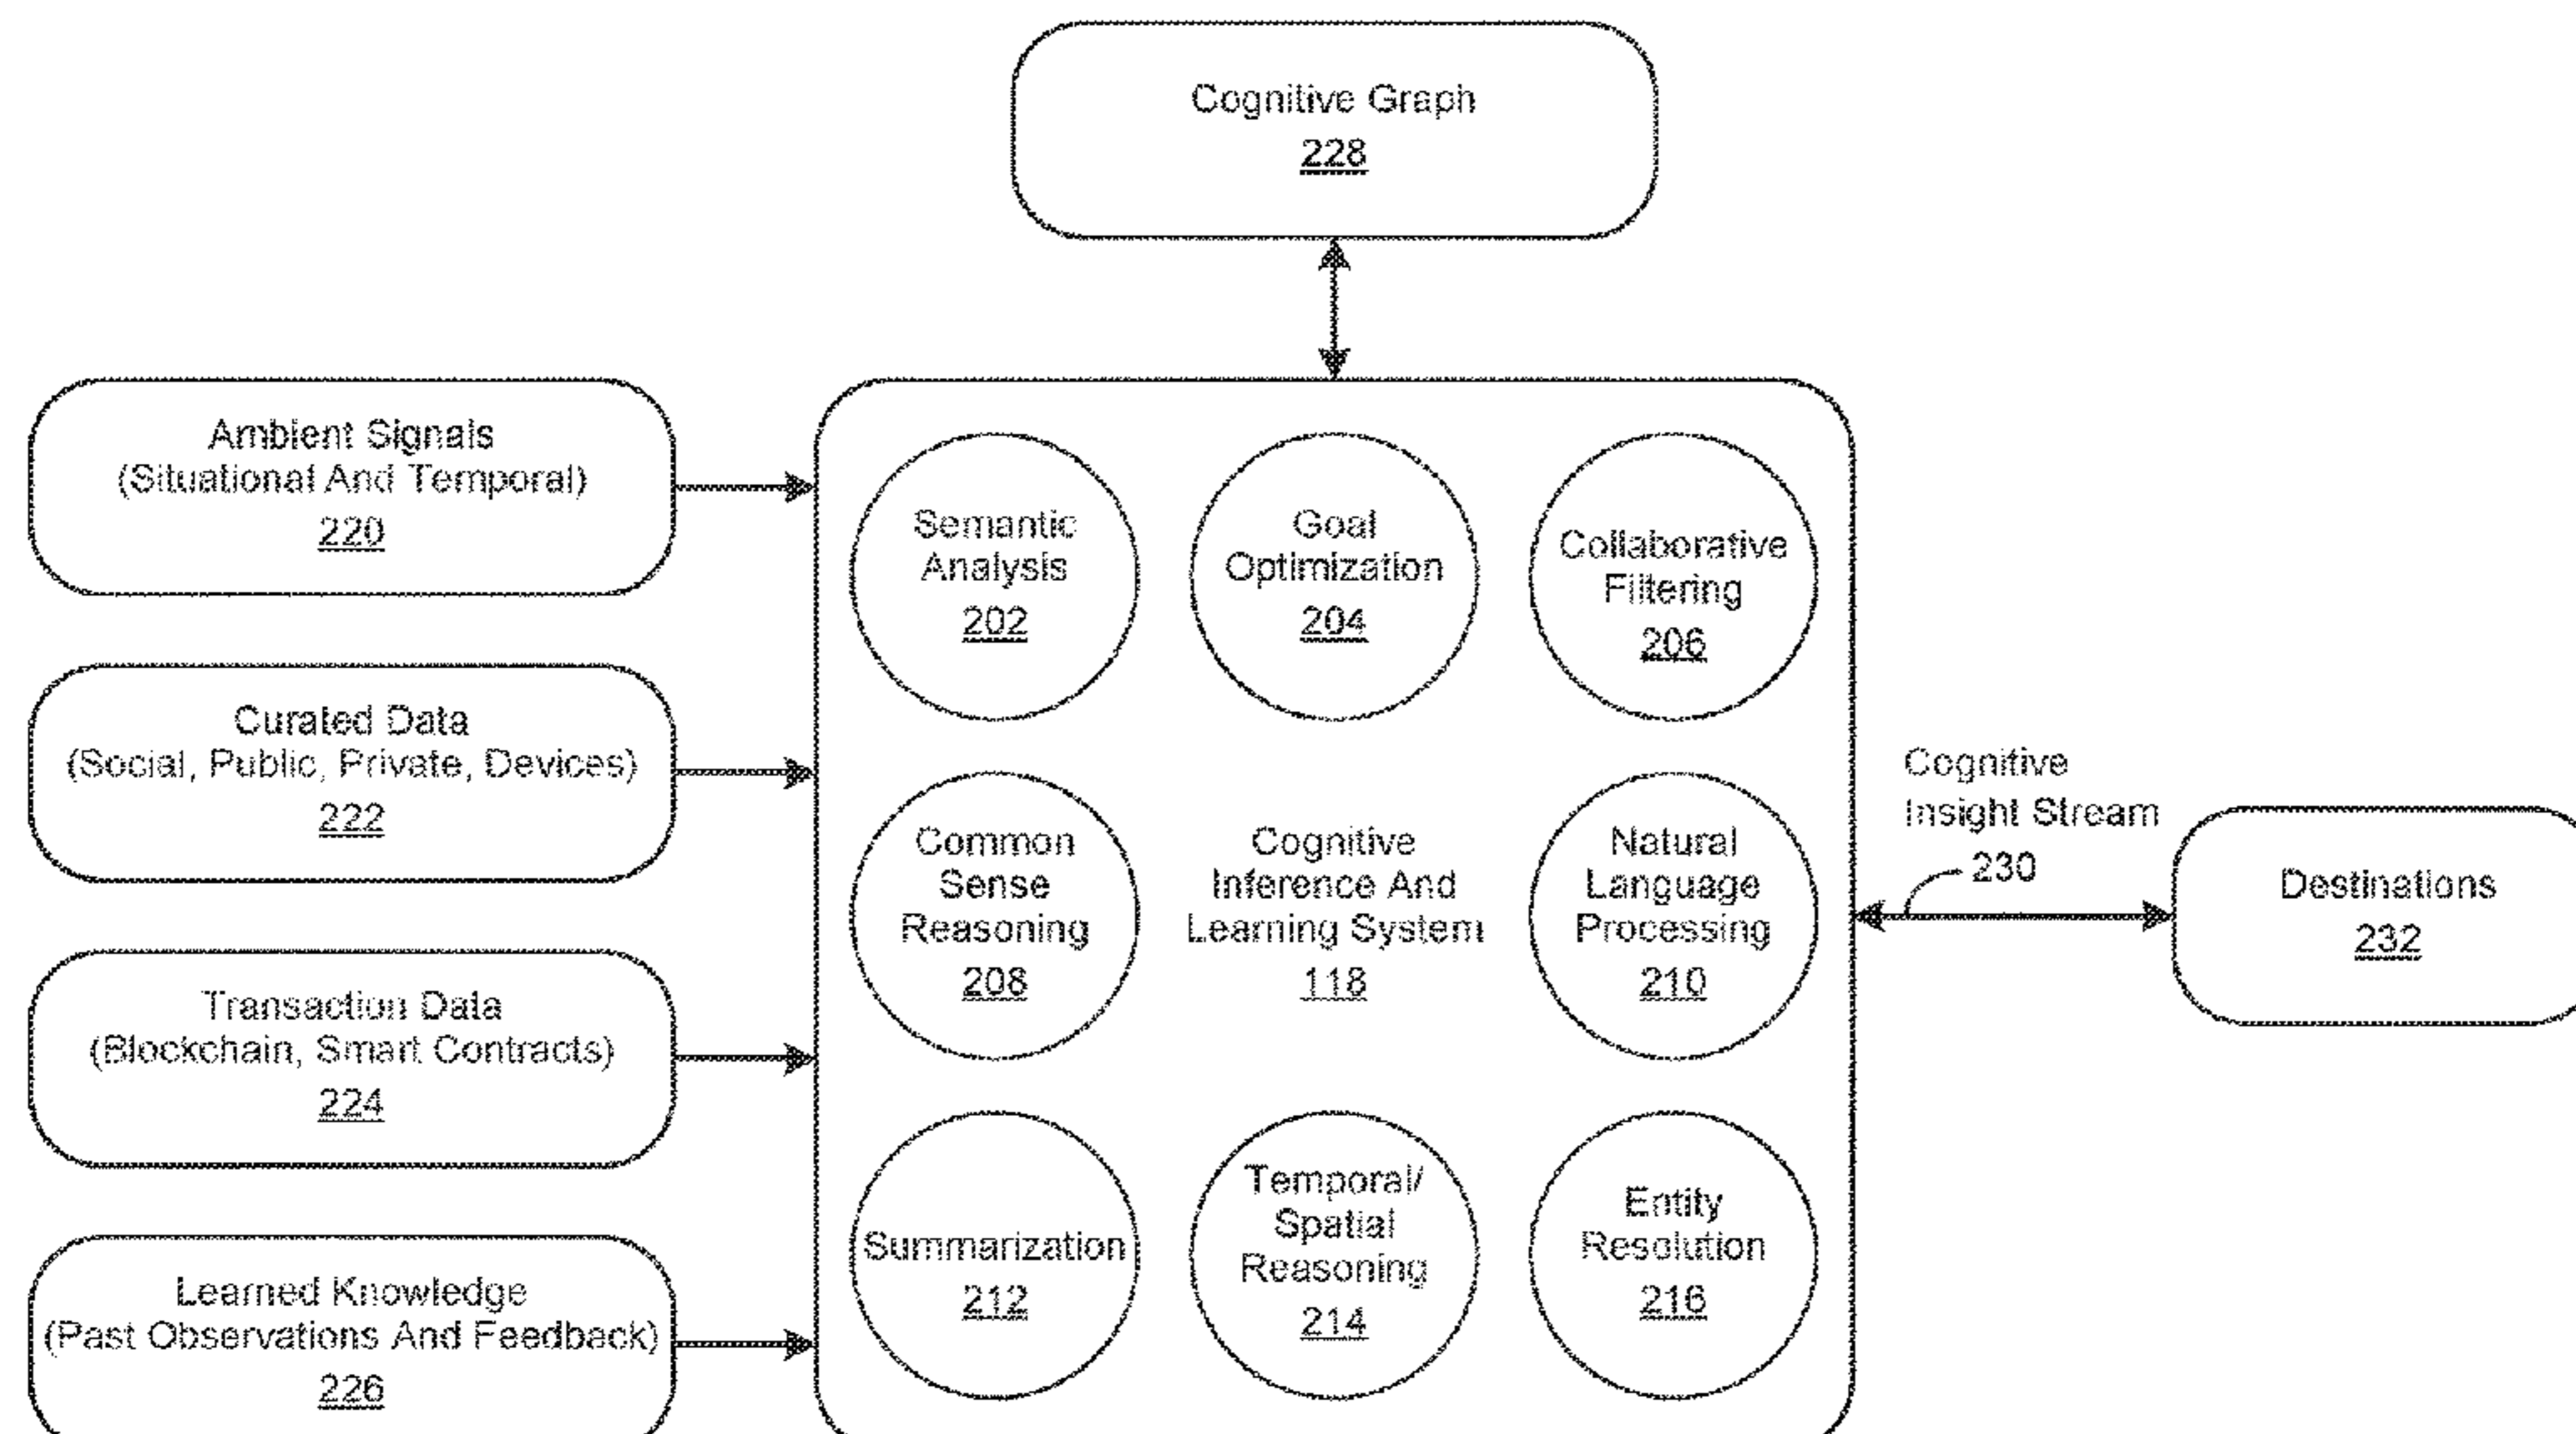 Cognitive Graph
228
Ambient Signals
(Situational And Temporal)
220
Curated Data
(Social, Public, Private, Devices)
222
Transaction Data
(Blockchain, Smart Contracts)
224
Learned Knowledge
(Past Observations And Feedback)
226
Semantic
Analysis
202
Goal
Optimization
204
Collaborative
Filtering
206
Common
Sense
Reasoning
208
Cognitive
Inference And
Learning System
118
Natural
Language
Processing
210
Summarization
212
Temporal/
Spatial
Reasoning
214
Entity
Resolution
216
Cognitive
Insight Stream
230
Destinations
232